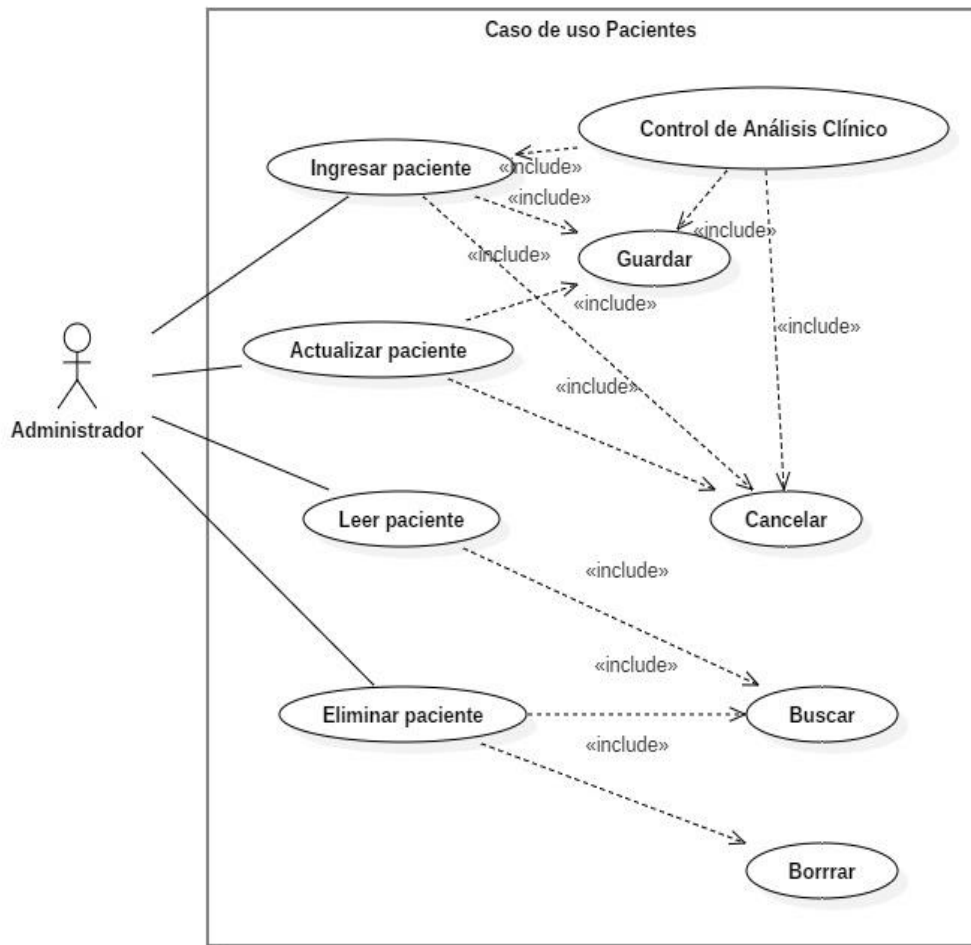 Caso de uso Pacientes
Control de Análisis Clínico
Ingresar paciente
«include»
«include»
«include»
«include»
Guardar
«include»
«include»
Actualizar paciente
«include»
Administrador
Leer paciente
Cancelar
«include»
«include»
Eliminar paciente
Buscar
«include»
Borrrar